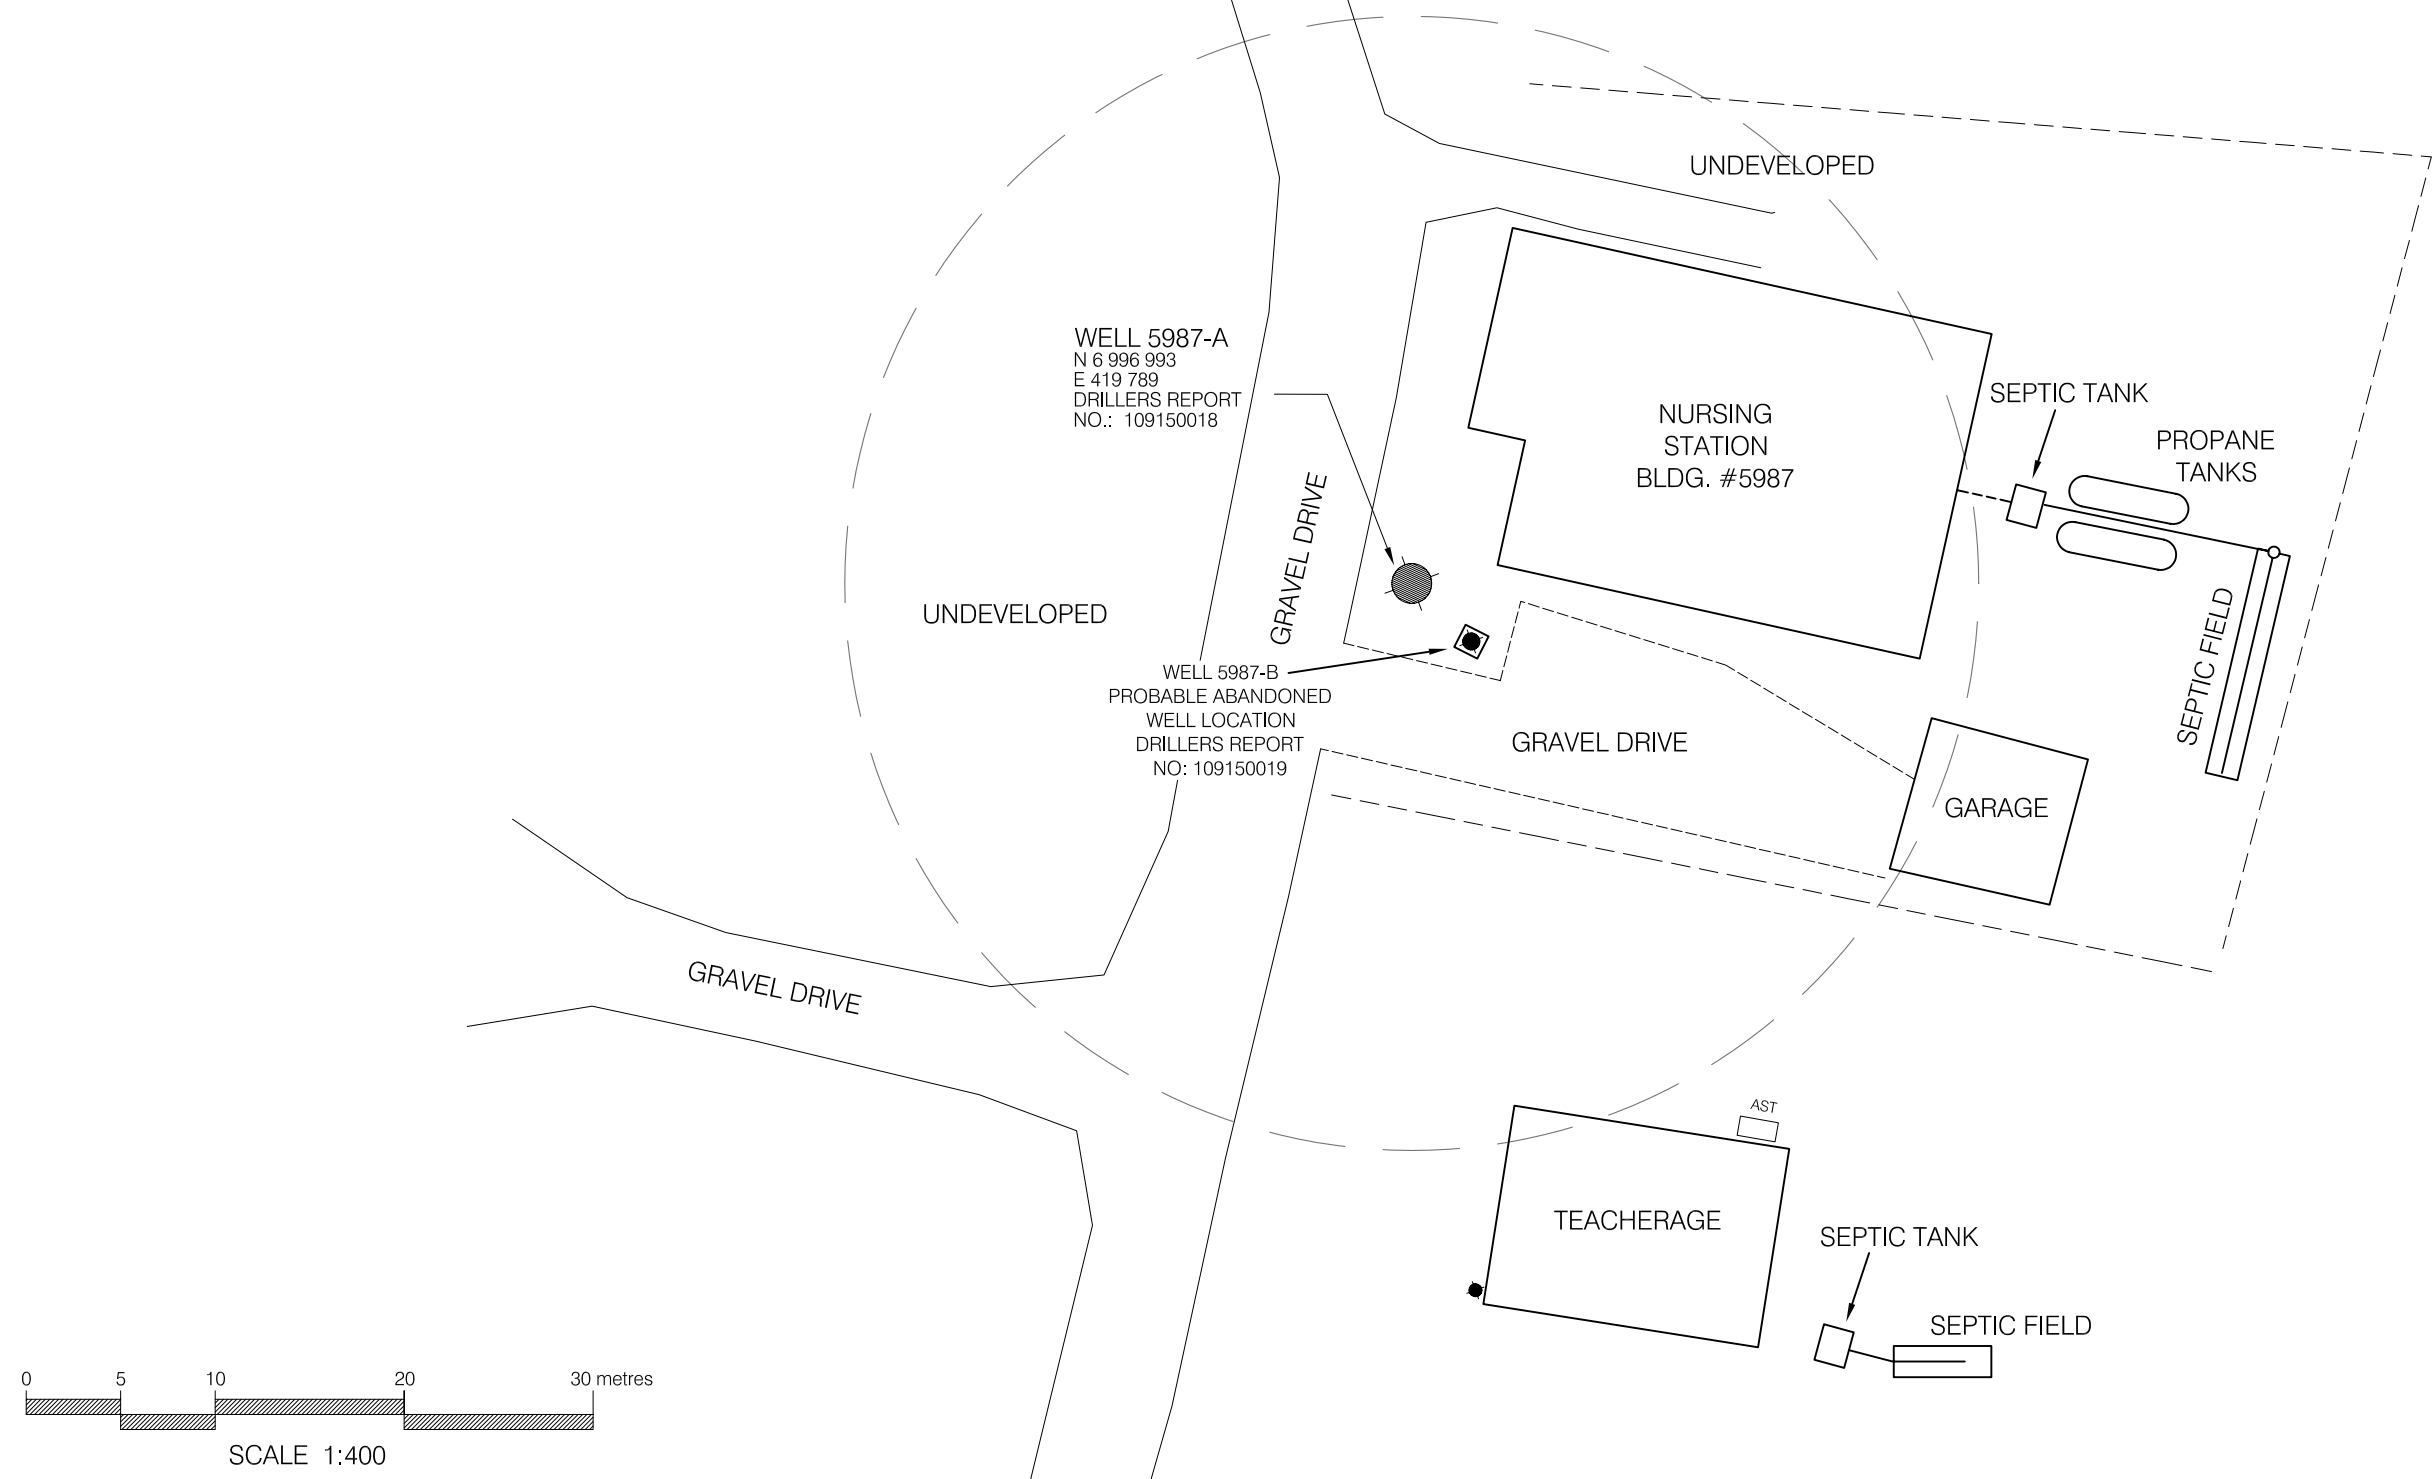 UNDEVELOPED
WELL 5987-A
N 6 996 993
E 419 789
DRILLERS REPORT
NO.: 109150018
NURSING
STATION
BLDG. #5987
SEPTIC TANK
PROPANE
TANKS
GRAVEL DRIVE
UNDEVELOPED
SEPTIC FIELD
WELL 5987-B
PROBABLE ABANDONED
WELL LOCATION
DRILLERS REPORT
NO: 109150019
GRAVEL DRIVE
GARAGE
GRAVEL DRIVE
AST
TEACHERAGE
SEPTIC TANK
SEPTIC FIELD
0 5 10 20 30 metres
SCALE 1:400